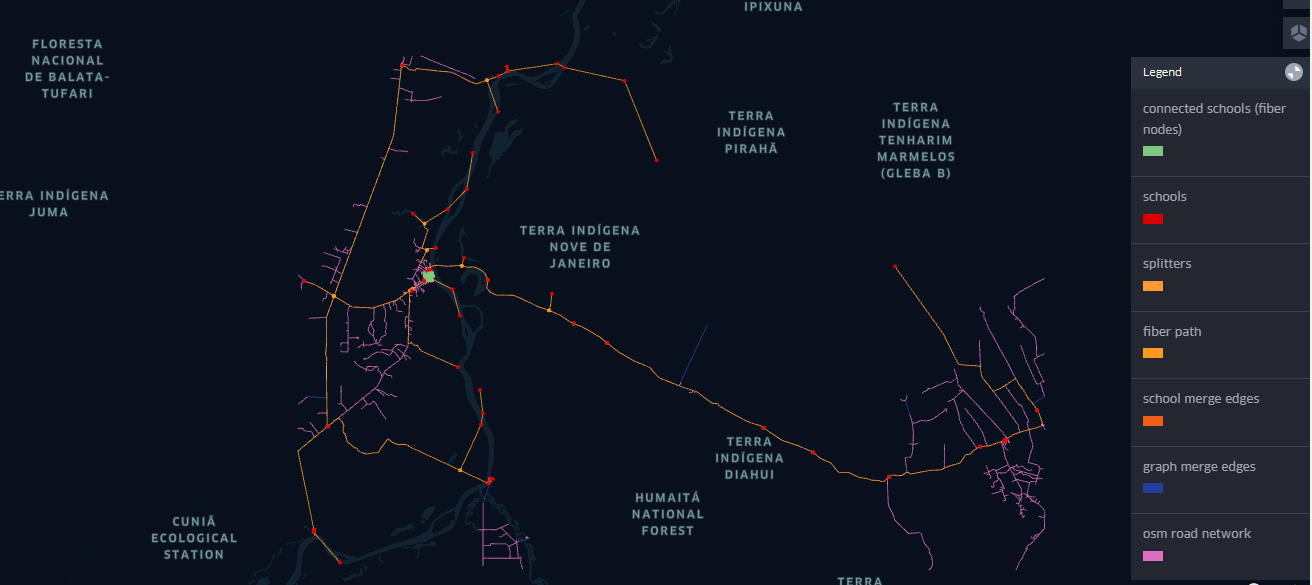 IPIXUNA
FLORESTA
NACIONAL
DE BALATA-
TUFARI
TERRA
INDÍGENA
PIRAHÃ
TERRA
INDÍGENA
TENHARIM
MARMELOS
(GLEBA B)
ERRA INDÍGENA
JUMA
TERRA INDÍGENA
NOVE DE
JANEIRO
TERRA
INDÍGENA
DIAHUI
HUMAITÁ
NATIONAL
FOREST
CUNIÃ
ECOLOGICAL
STATION
TERRA
Legend
connected schools (fiber
nodes)
schools
splitters
fiber path
school merge edges
graph merge edges
osm road network